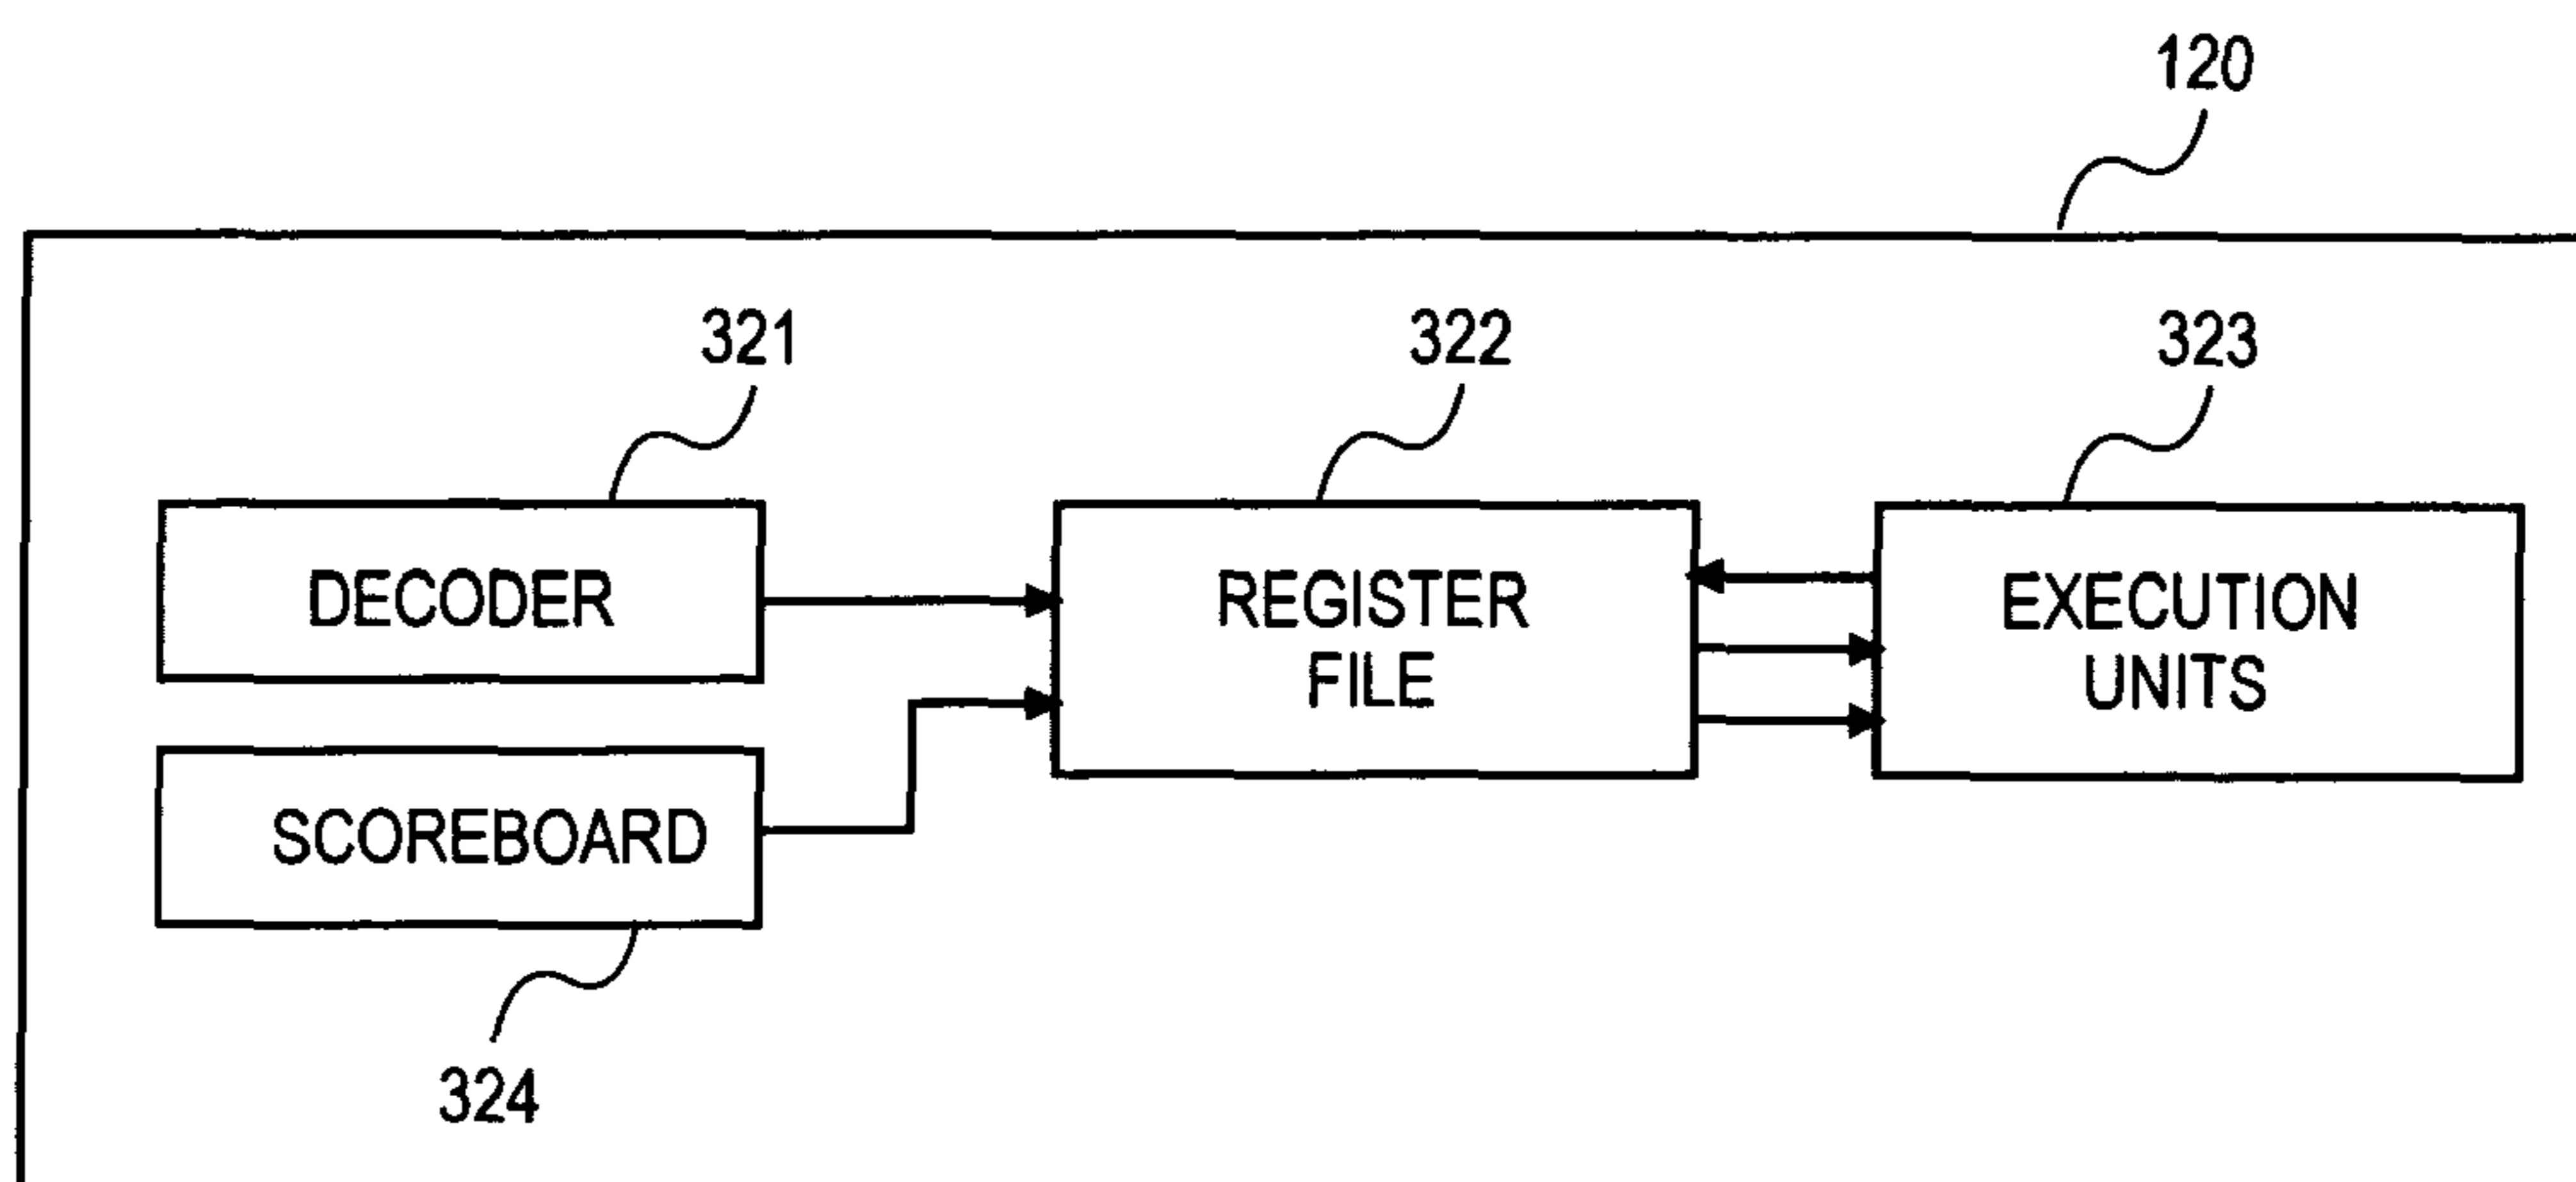 120
321
322
323
DECODER
REGISTER
FILE
EXECUTION
UNITS
SCOREBOARD
324